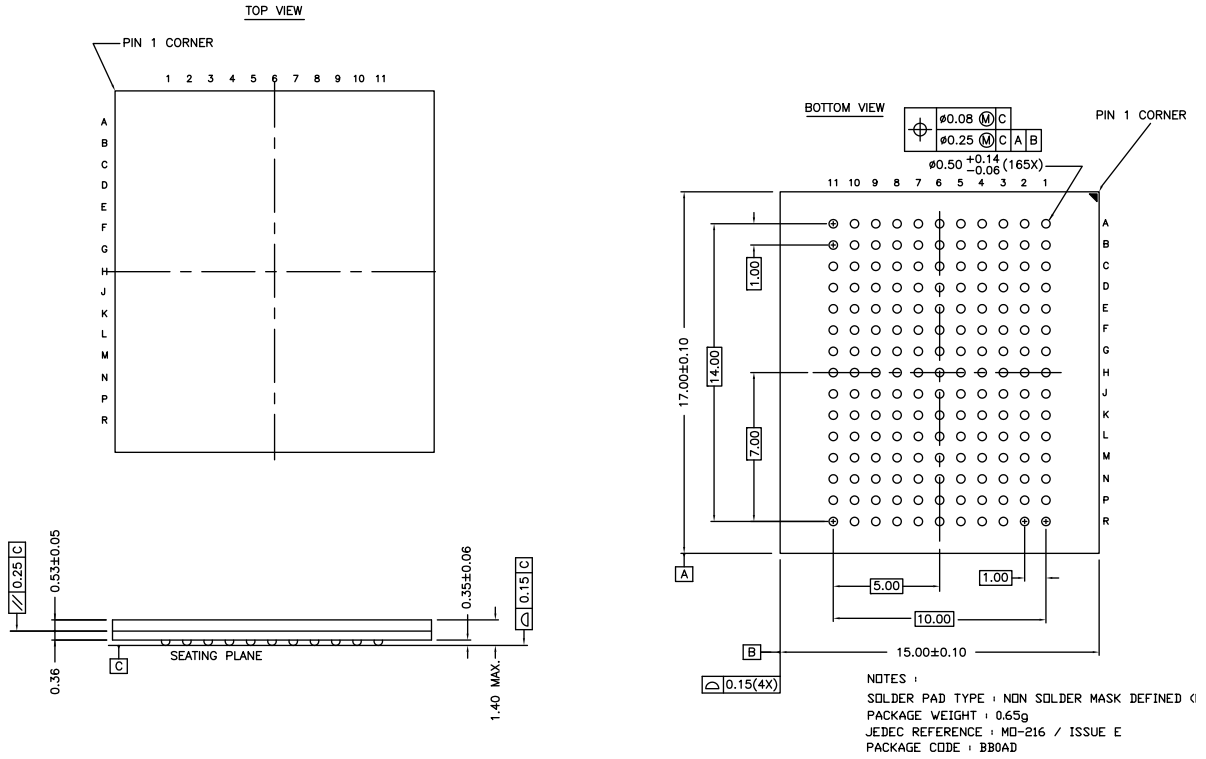 TOP VIEW
PIN 1 CORNER
1 2 3 4 5 6 7 8 9 10 11
A
B
C
D
E
F
G
H
J
K
L
M
N
P
R
BOTTOM VIEW
⌀0.08 Ⓜ C
⌀0.25 Ⓜ C A B
⌀0.50 +0.14 -0.06 (165X)
PIN 1 CORNER
11 10 9 8 7 6 5 4 3 2 1
A
B
C
D
E
F
G
H
J
K
L
M
N
P
R
1.00
14.00
17.00±0.10
7.00
A
5.00
1.00
10.00
B
15.00±0.10
0.15(4X)
0.25 C
0.53±0.05
0.36
C
SEATING PLANE
0.35±0.06
0.15 C
1.40 MAX.
NOTES :
SOLDER PAD TYPE : NON SOLDER MASK DEFINED
PACKAGE WEIGHT : 0.65g
JEDEC REFERENCE : MO-216 / ISSUE E
PACKAGE CODE : BB0AD